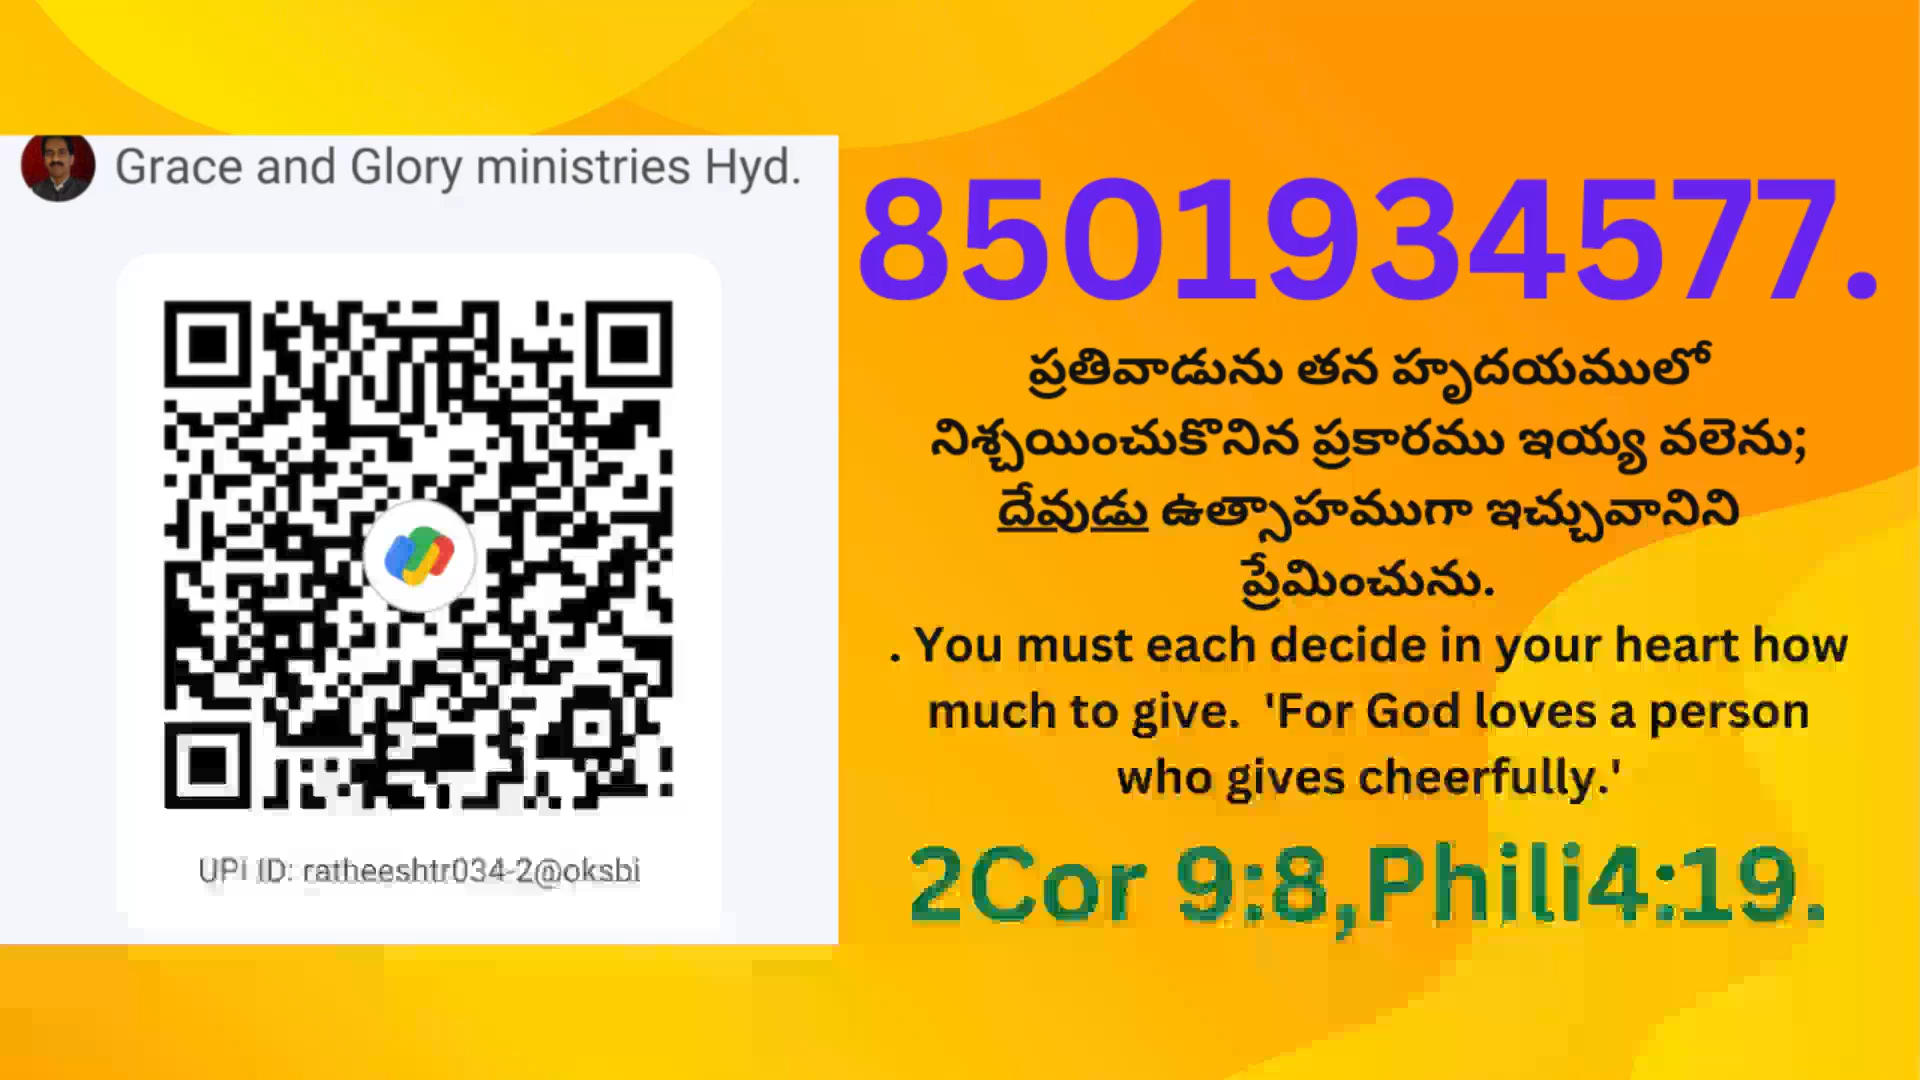 Grace and Glory ministries Hyd.
UPI ID: ratheeshtr034-2@oksbi
8501934577.
ప్రతివాడును తన హృదయములో
నిశ్చయించుకొనిన ప్రకారము ఇయ్య వలెను;
దేవుడు ఉత్సాహముగా ఇచ్చువానిని
ప్రేమించును.
. You must each decide in your heart how
much to give. 'For God loves a person
who gives cheerfully.'
2Cor 9:8,Phili4:19.